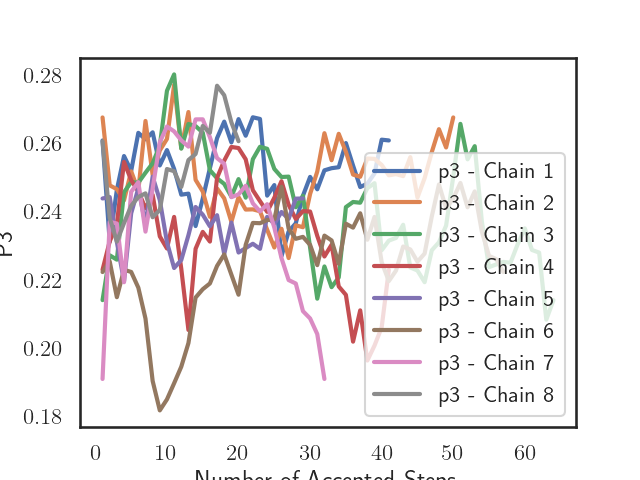 0.28
0.26
0.24
0.22
0.20
0.18
P3
0 10 20 30 40 50 60
Number of Accepted Steps
p3 - Chain 1
p3 - Chain 2
p3 - Chain 3
p3 - Chain 4
p3 - Chain 5
p3 - Chain 6
p3 - Chain 7
p3 - Chain 8